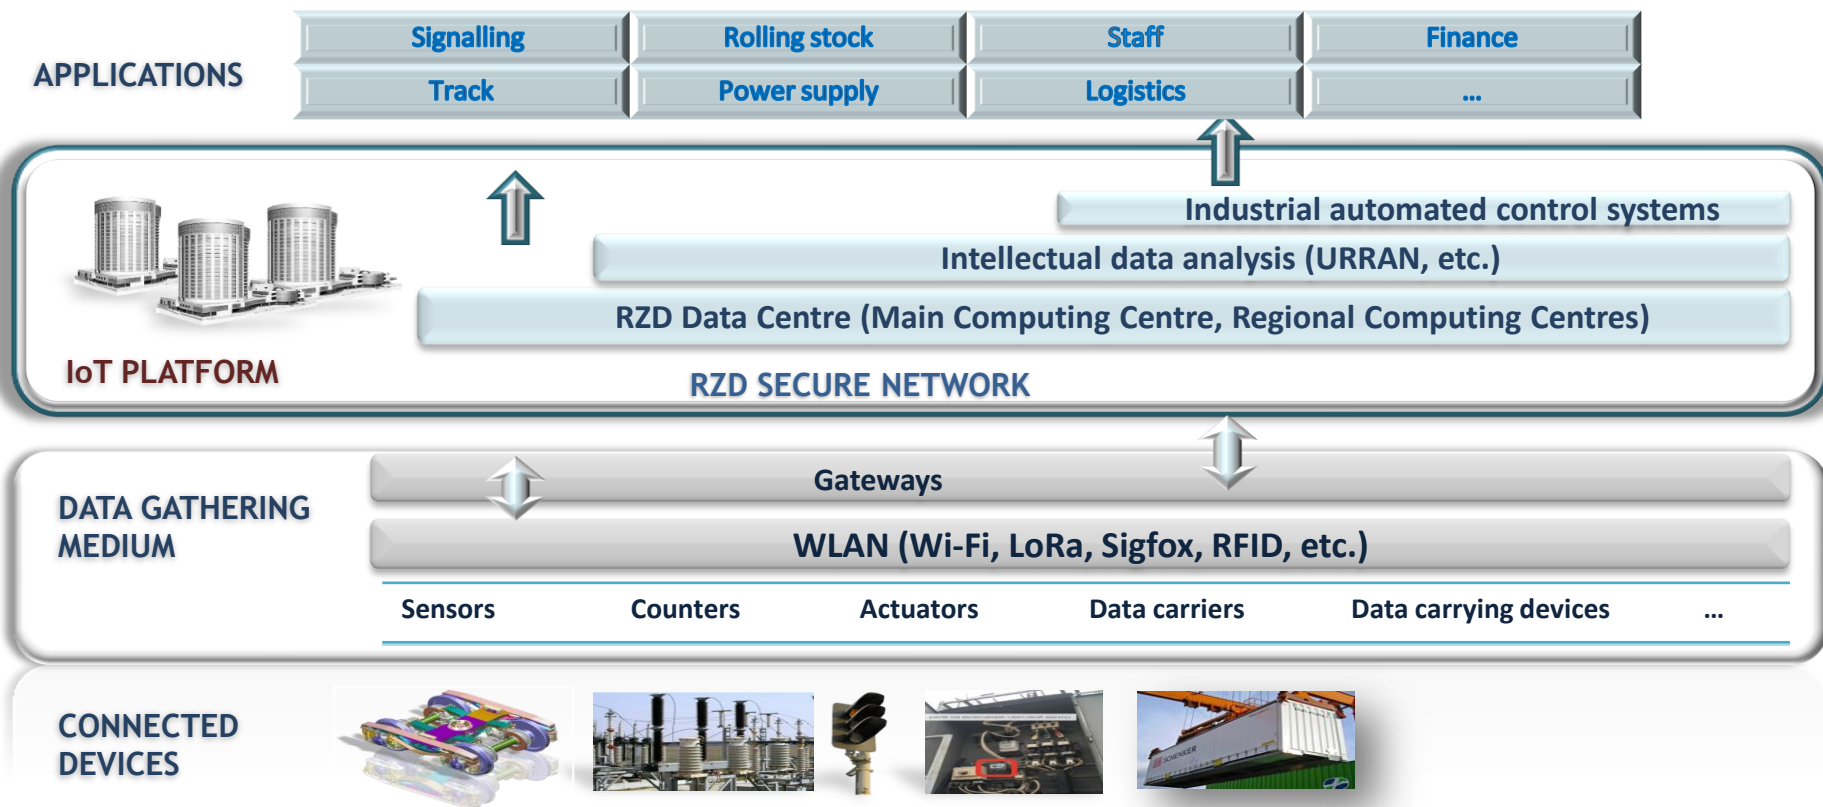 APPLICATIONS
Signalling
Rolling stock
Staff
Finance
Track
Power supply
Logistics
...
Industrial automated control systems
Intellectual data analysis (URRAN, etc.)
RZD Data Centre (Main Computing Centre, Regional Computing Centres)
IoT PLATFORM
RZD SECURE NETWORK
DATA GATHERING
MEDIUM
Gateways
WLAN (Wi-Fi, LoRa, Sigfox, RFID, etc.)
Sensors
Counters
Actuators
Data carriers
Data carrying devices
...
CONNECTED
DEVICES
SCHENKER